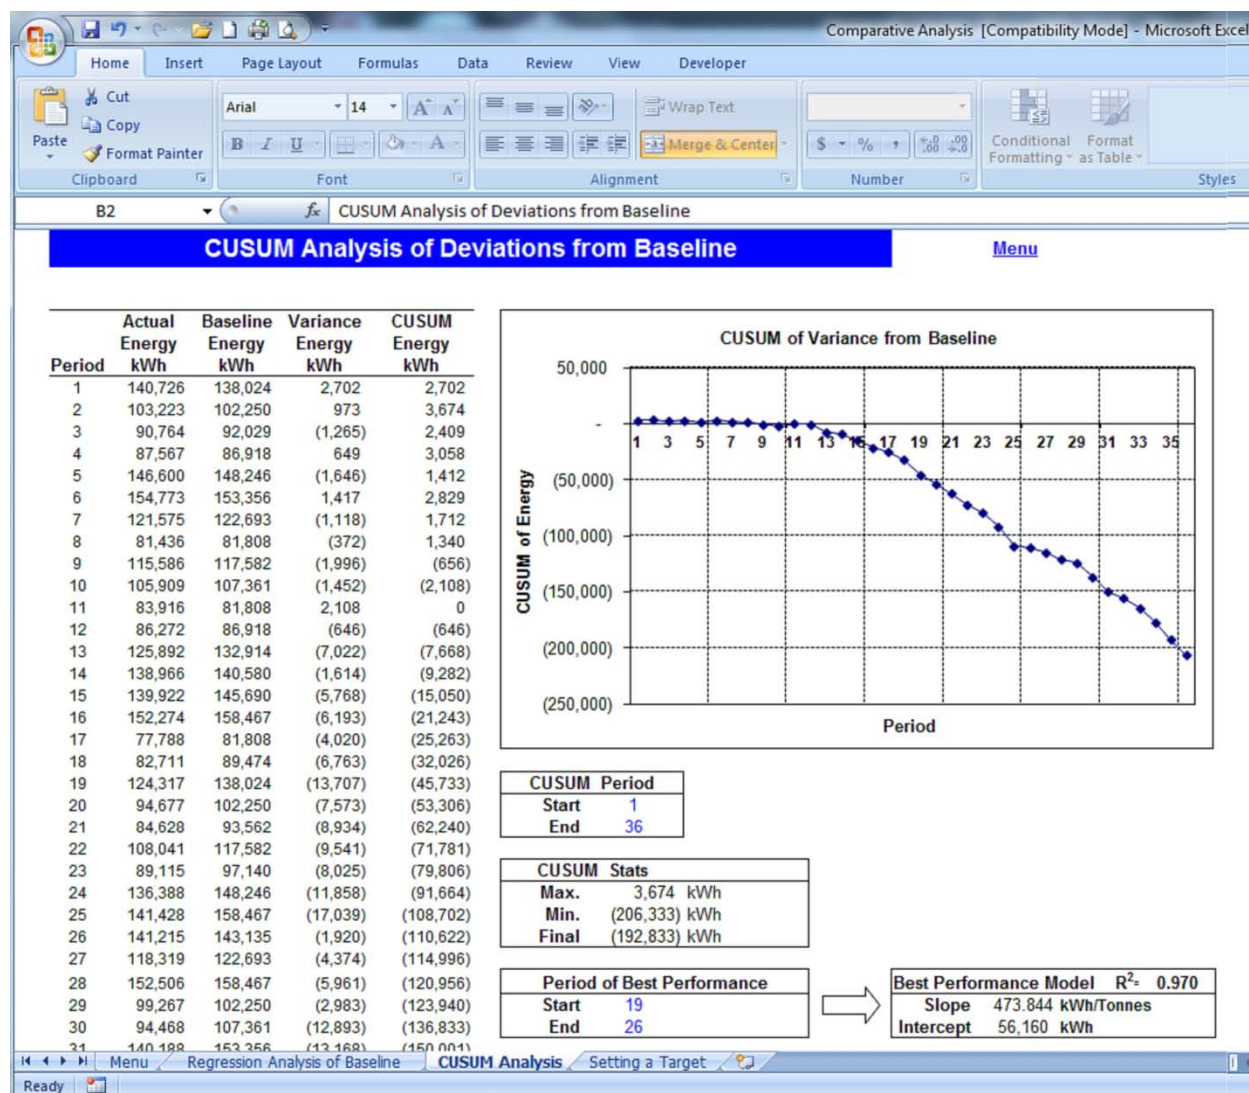 Comparative Analysis [Compatibility Mode] - Microsoft Excel
Home Insert Page Layout Formulas Data Review View Developer
Cut
Copy
Format Painter
Paste
Arial 14
Wrap Text
Merge & Center
Conditional Formatting
Format as Table
Clipboard Font Alignment Number Styles
B2 fx CUSUM Analysis of Deviations from Baseline
CUSUM Analysis of Deviations from Baseline Menu
Actual Baseline Variance CUSUM
Energy Energy Energy Energy
Period kWh kWh kWh kWh
1 140,726 138,024 2,702 2,702
2 103,223 102,250 973 3,674
3 90,764 92,029 (1,265) 2,409
4 87,567 86,918 649 3,058
5 146,600 148,246 (1,646) 1,412
6 154,773 153,356 1,417 2,829
7 121,575 122,693 (1,118) 1,712
8 81,436 81,808 (372) 1,340
9 115,586 117,582 (1,996) (656)
10 105,909 107,361 (1,452) (2,108)
11 83,916 81,808 2,108 0
12 86,272 86,918 (646) (646)
13 125,892 132,914 (7,022) (7,668)
14 138,966 140,580 (1,614) (9,282)
15 139,922 145,690 (5,768) (15,050)
16 152,274 158,467 (6,193) (21,243)
17 77,788 81,808 (4,020) (25,263)
18 82,711 89,474 (6,763) (32,026)
19 124,317 138,024 (13,707) (45,733)
20 94,677 102,250 (7,573) (53,306)
21 84,628 93,562 (8,934) (62,240)
22 108,041 117,582 (9,541) (71,781)
23 89,115 97,140 (8,025) (79,806)
24 136,388 148,246 (11,858) (91,664)
25 141,428 158,467 (17,039) (108,702)
26 141,215 143,135 (1,920) (110,622)
27 118,319 122,693 (4,374) (114,996)
28 152,506 158,467 (5,961) (120,956)
29 99,267 102,250 (2,983) (123,940)
30 94,468 107,361 (12,893) (136,833)
31 140,188 153,356 (13,168) (150,001)
CUSUM of Variance from Baseline
CUSUM of Energy
50,000
-
(50,000)
(100,000)
(150,000)
(200,000)
(250,000)
1 3 5 7 9 11 13 15 17 19 21 23 25 27 29 31 33 35
Period
CUSUM Period
Start 1
End 36
CUSUM Stats
Max. 3,674 kWh
Min. (206,333) kWh
Final (192,833) kWh
Period of Best Performance
Start 19
End 26
Best Performance Model R²= 0.970
Slope 473.844 kWh/Tonnes
Intercept 56,160 kWh
Menu Regression Analysis of Baseline CUSUM Analysis Setting a Target
Ready